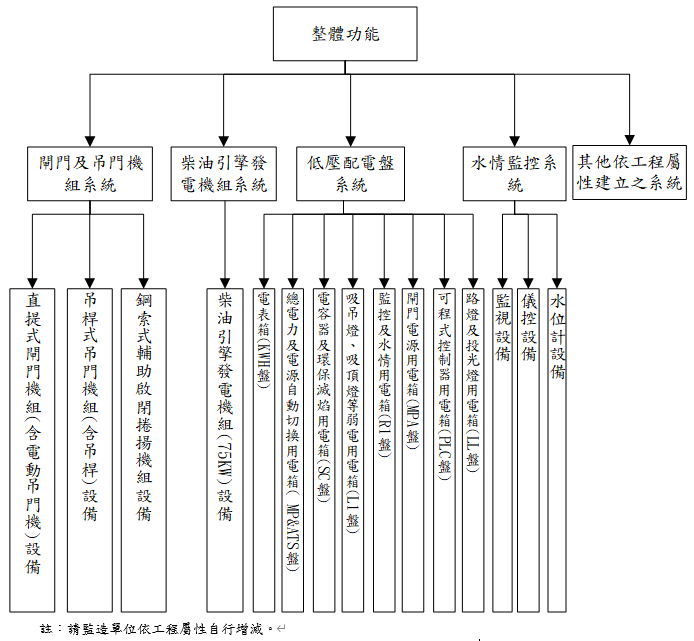 整體功能
閘門及吊門機
組系統
柴油引擎發
電機組系統
低壓配電盤
系統
水情監控系
統
其他依工程屬
性建立之系統
直提式閘門機組(含電動吊門機)設備
吊桿式吊門機組(含吊桿)設備
鋼索式輔助啟閉捲揚機組設備
柴油引擎發電機組(75KW)設備
電表箱(KWH盤)
總電力及電源自動切換用電箱( MP&ATS盤)
電容器及環保減焰用電箱(SC盤)
吸吊燈、吸頂燈等弱電用電箱(L1盤)
監控及水情用電箱(R1盤)
閘門電源用電箱(MPA盤)
可程式控制器用電箱(PLC盤)
路燈及投光燈用電箱(LL盤)
監視設備
儀控設備
水位計設備
註：請監造單位依工程屬性自行增減。